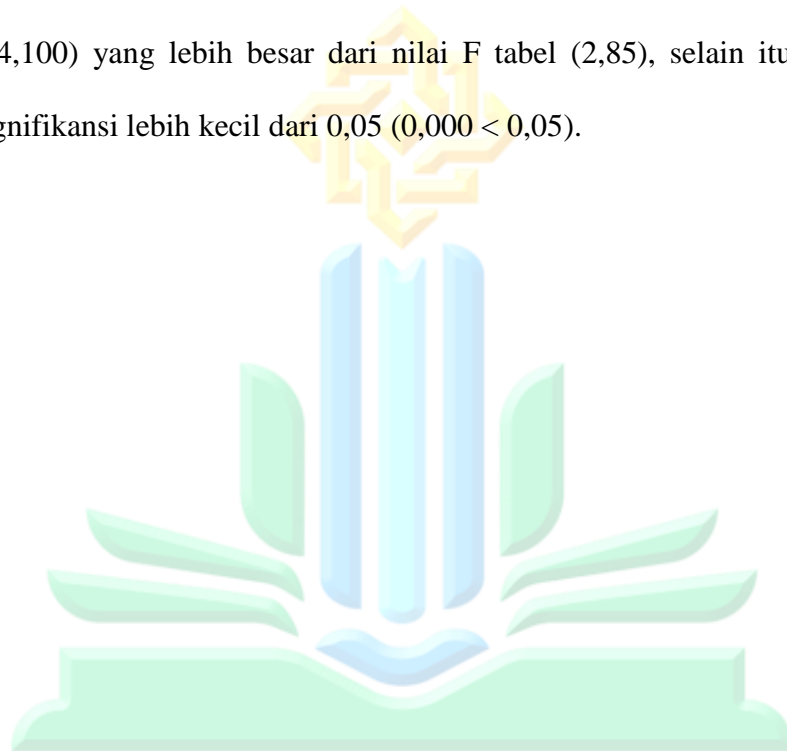 4,100) yang lebih besar dari nilai F tabel (2,85), selain itu
gnifikansi lebih kecil dari 0,05 (0,000 < 0,05).